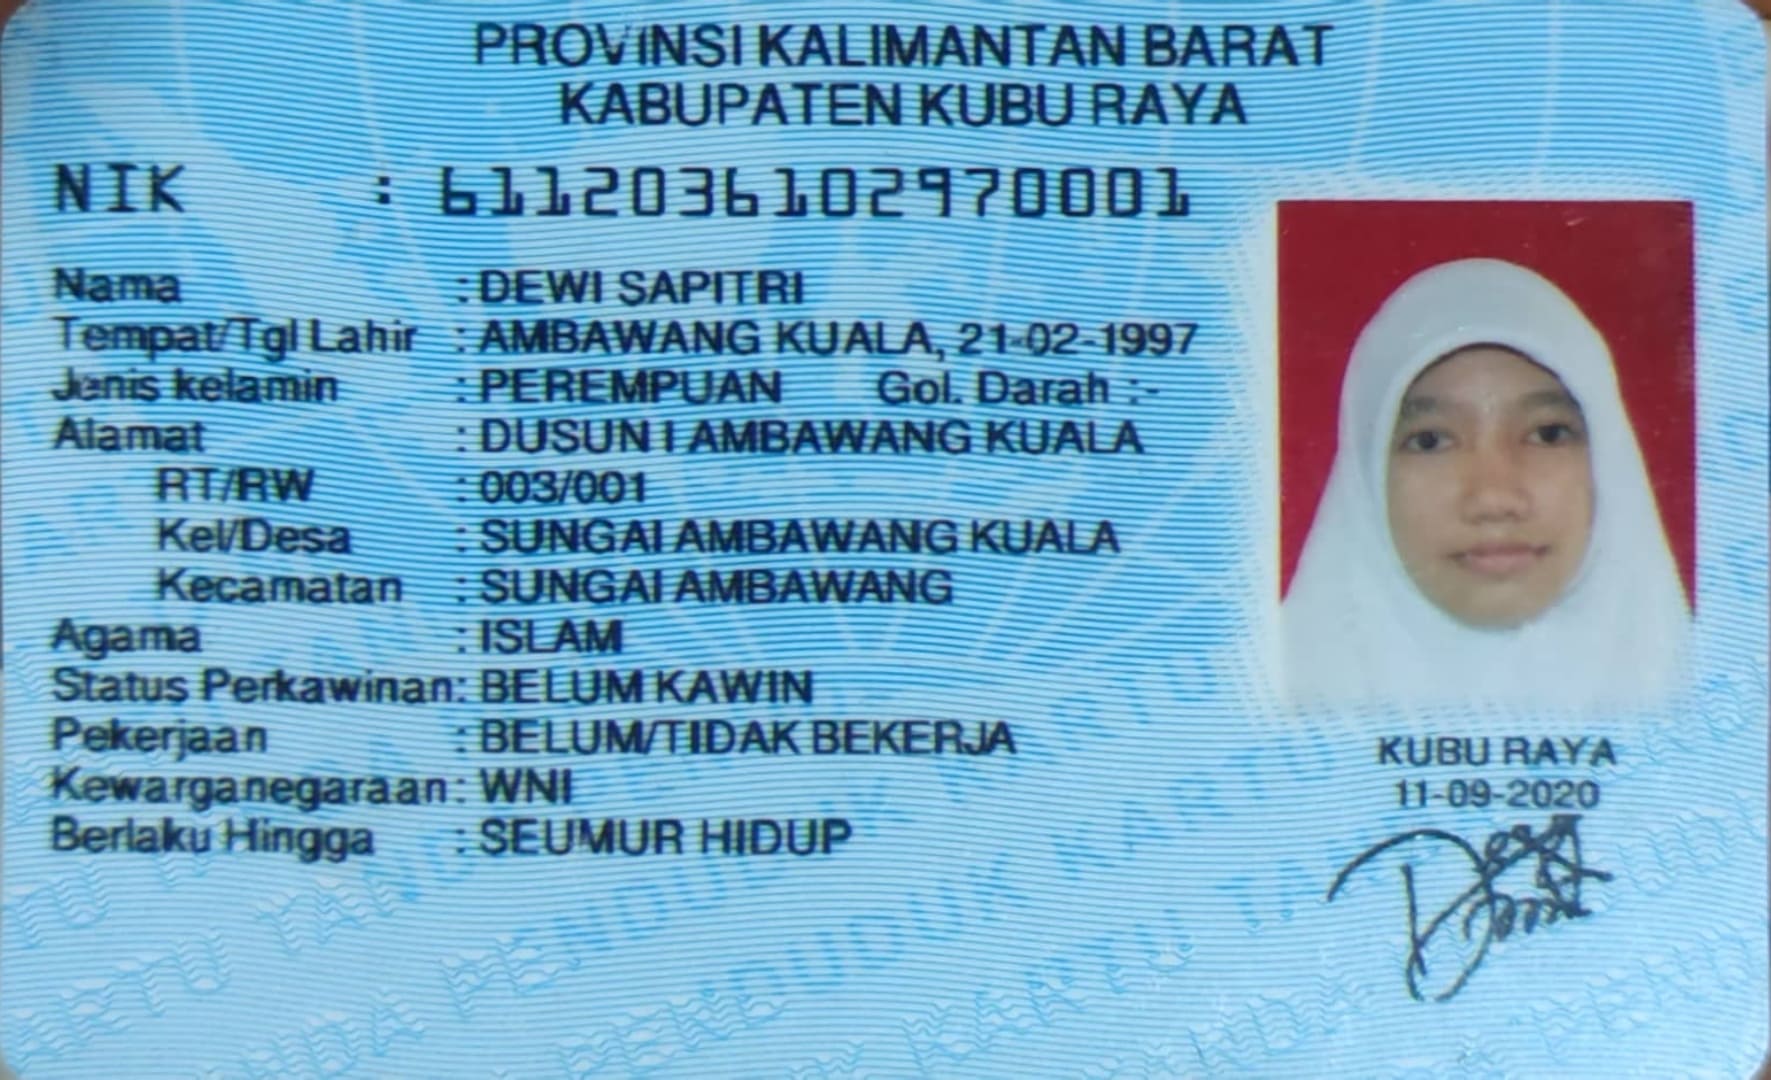 PROVINSI KALIMANTAN BARAT
KABUPATEN KUBU RAYA
NIK : 6112036102970001
Nama : DEWI SAPITRI
Tempat/Tgl Lahir : AMBAWANG KUALA, 21-02-1997
Jenis kelamin : PEREMPUAN Gol. Darah :-
Alamat : DUSUN I AMBAWANG KUALA
RT/RW : 003/001
Kel/Desa : SUNGAI AMBAWANG KUALA
Kecamatan : SUNGAI AMBAWANG
Agama : ISLAM
Status Perkawinan: BELUM KAWIN
Pekerjaan : BELUM/TIDAK BEKERJA
Kewarganegaraan: WNI
Berlaku Hingga : SEUMUR HIDUP
KUBU RAYA
11-09-2020